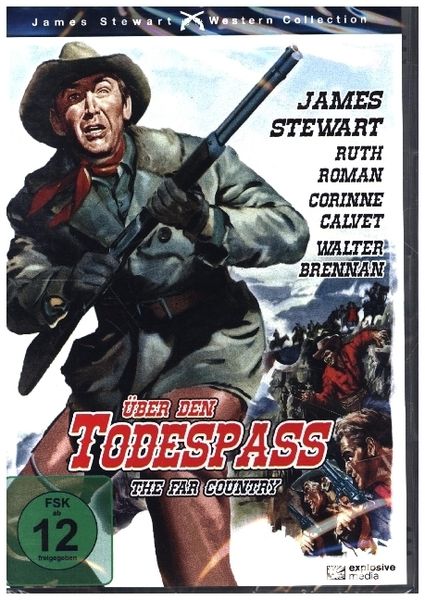 James Stewart Western Collection
JAMES
STEWART
RUTH
ROMAN
CORINNE
CALVET
WALTER
BRENNAN
ÜBER DEN
TODESPASS
THE FAR COUNTRY
FSK
ab
12
freigegeben
explosive
media